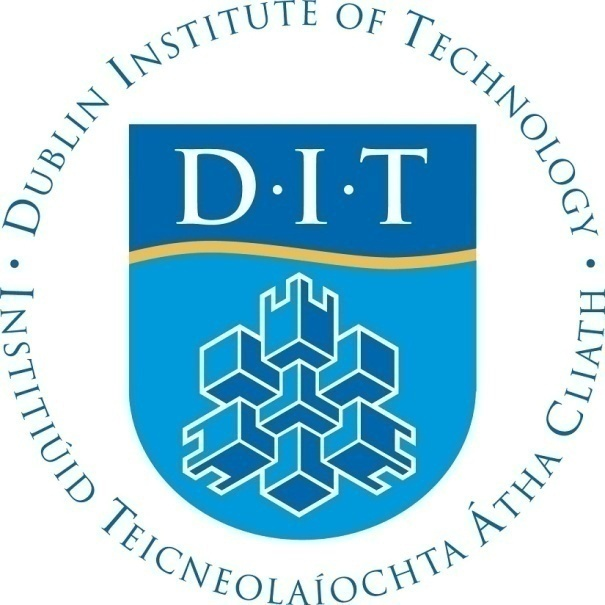 DUBLIN INSTITUTE OF TECHNOLOGY
D·I·T
INSTITIÚID TEICNEOLAÍOCHTA ÁTHA CLIATH